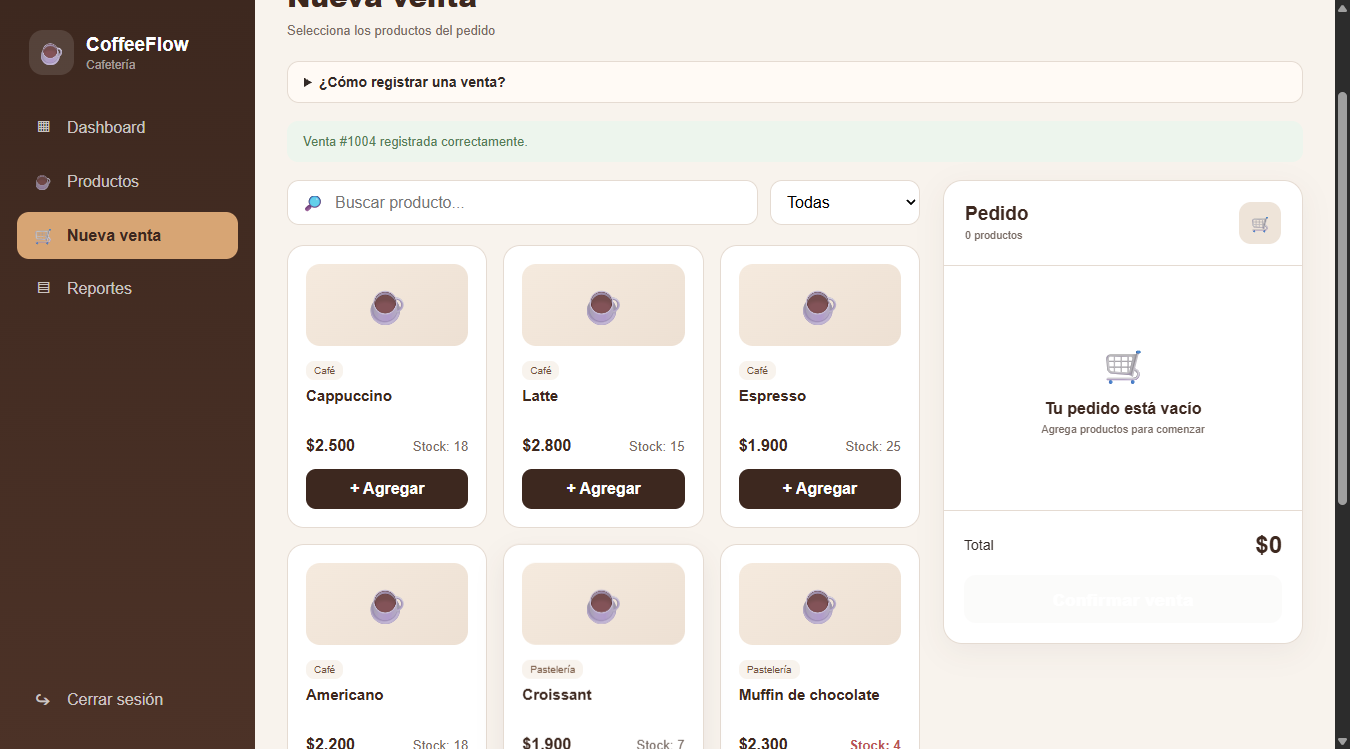 CoffeeFlow
Cafetería
Dashboard
Productos
Nueva venta
Reportes
Cerrar sesión
Nueva venta
Selecciona los productos del pedido
¿Cómo registrar una venta?
Venta #1004 registrada correctamente.
Buscar producto...
Todas
Café
Cappuccino
$2.500 Stock: 18
+ Agregar
Café
Latte
$2.800 Stock: 15
+ Agregar
Café
Espresso
$1.900 Stock: 25
+ Agregar
Café
Americano
$2.200 Stock: 18
Pastelería
Croissant
$1.900 Stock: 7
Pastelería
Muffin de chocolate
$2.300 Stock: 4
Pedido
0 productos
Tu pedido está vacío
Agrega productos para comenzar
Total $0
Confirmar venta